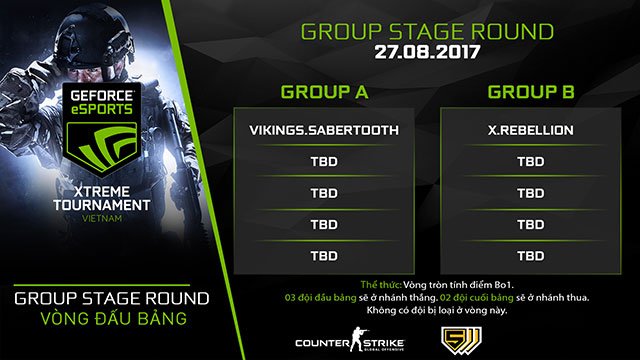 GEFORCE
eSPORTS
XTREME
TOURNAMENT
VIETNAM
GROUP STAGE ROUND
VÒNG ĐẤU BẢNG
GROUP STAGE ROUND
27.08.2017
GROUP A
VIKINGS.SABERTOOTH
TBD
TBD
TBD
TBD
GROUP B
X.REBELLION
TBD
TBD
TBD
TBD
Thể thức: Vòng tròn tính điểm Bo1.
03 đội đầu bảng sẽ ở nhánh thắng. 02 đội cuối bảng sẽ ở nhánh thua.
Không có đội bị loại ở vòng này.
COUNTER STRIKE
GLOBAL OFFENSIVE